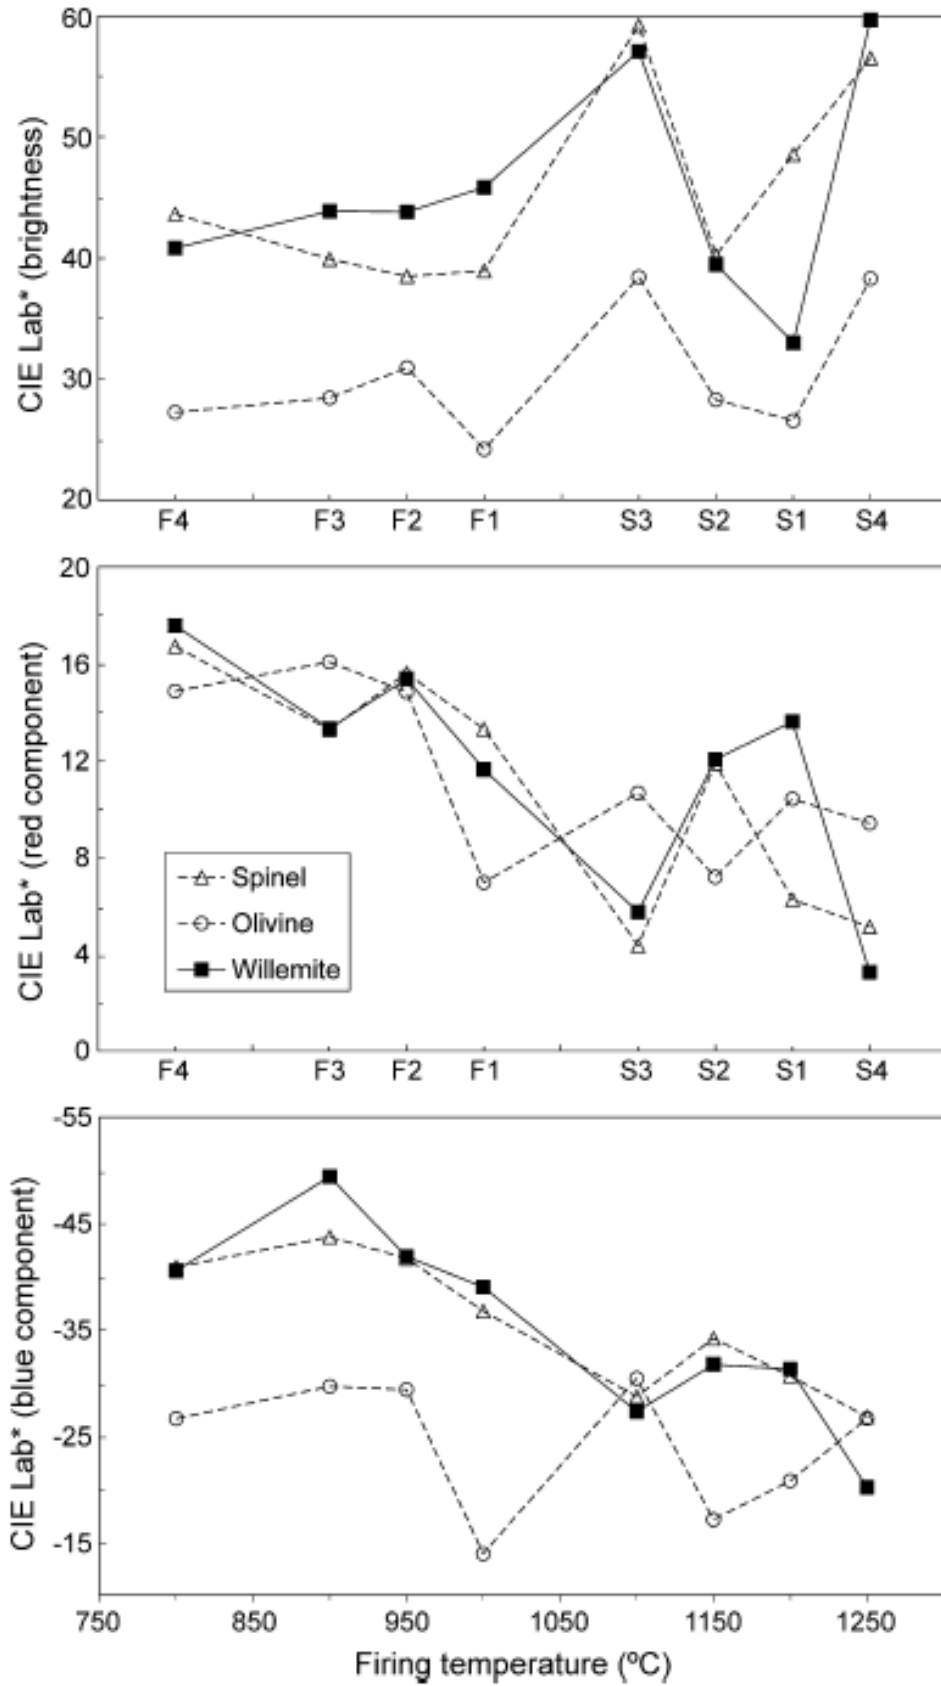 60
50
40
30
20
CIE Lab* (brightness)
F4 F3 F2 F1 S3 S2 S1 S4
20
16
12
8
4
0
CIE Lab* (red component)
Spinel
Olivine
Willemite
F4 F3 F2 F1 S3 S2 S1 S4
-55
-45
-35
-25
-15
CIE Lab* (blue component)
750 850 950 1050 1150 1250
Firing temperature (ºC)